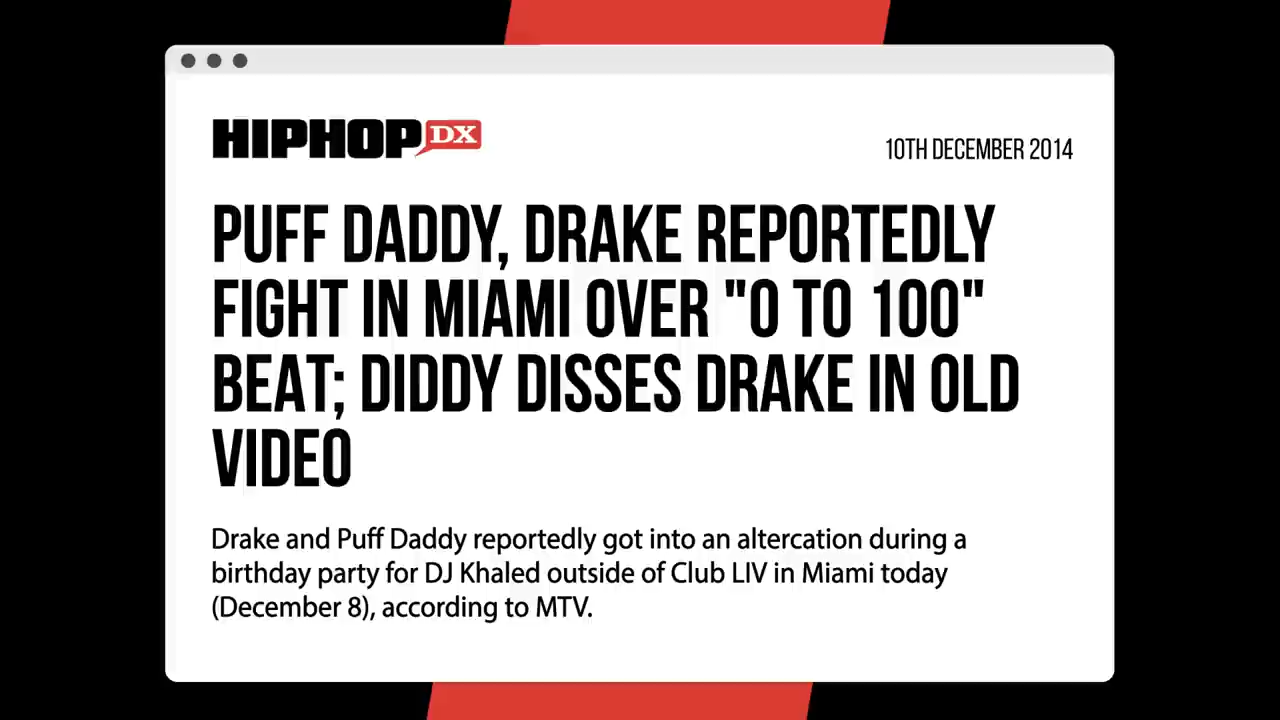 HIPHOPDX
10TH DECEMBER 2014
PUFF DADDY, DRAKE REPORTEDLY
FIGHT IN MIAMI OVER "0 TO 100"
BEAT; DIDDY DISSES DRAKE IN OLD
VIDEO
Drake and Puff Daddy reportedly got into an altercation during a
birthday party for DJ Khaled outside of Club LIV in Miami today
(December 8), according to MTV.